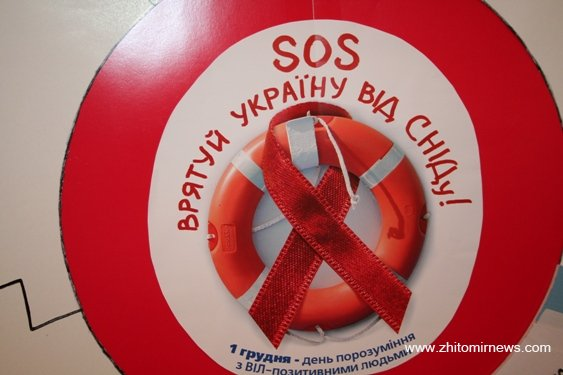 SOS
ВРЯТУЙ УКРАЇНУ ВІД СНІДУ!
1 грудня - день порозуміння
з ВІЛ-позитивними людьми
www.zhitomirnews.com